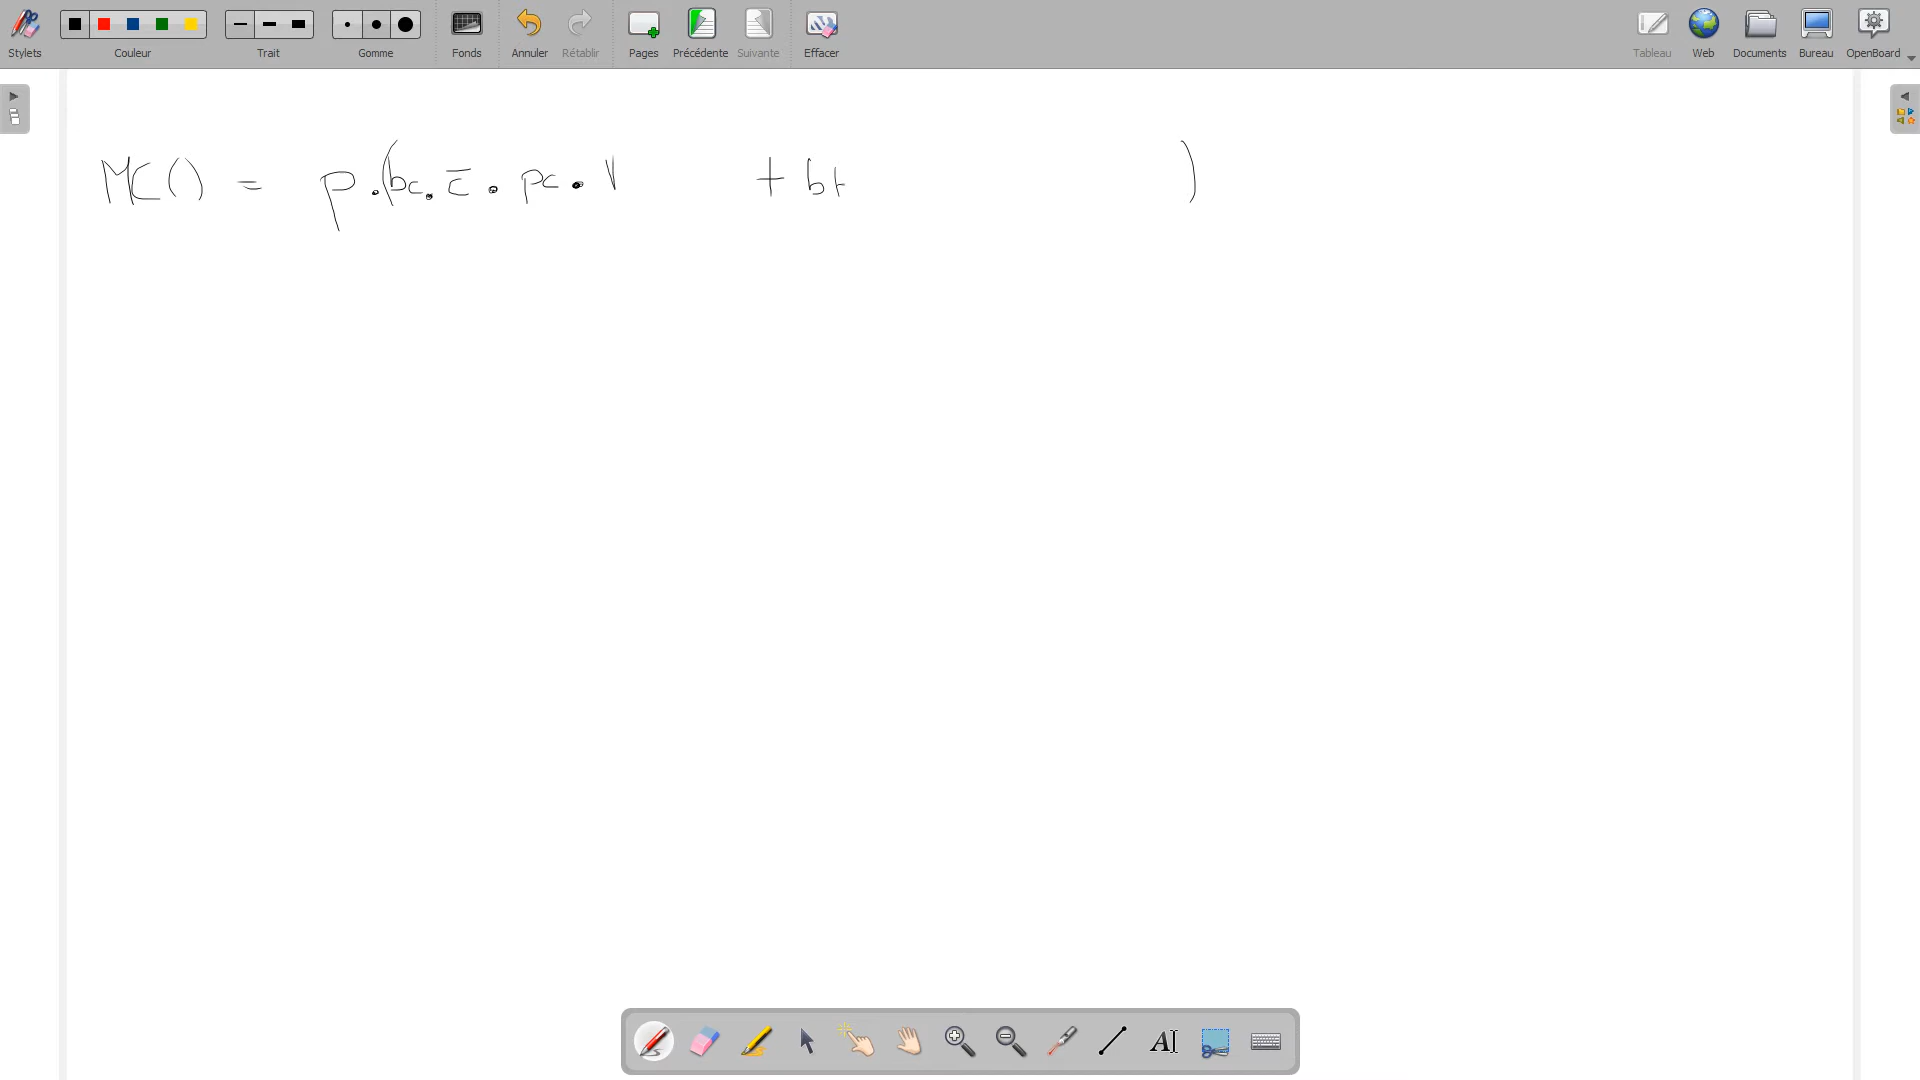 Stylets Couleur Trait Gomme Fonds Annuler Rétablir Pages Précédente Suivante Effacer Tableau Web Documents Bureau OpenBoard
MC() = p.(bc.c̅.pc.1 + bt )